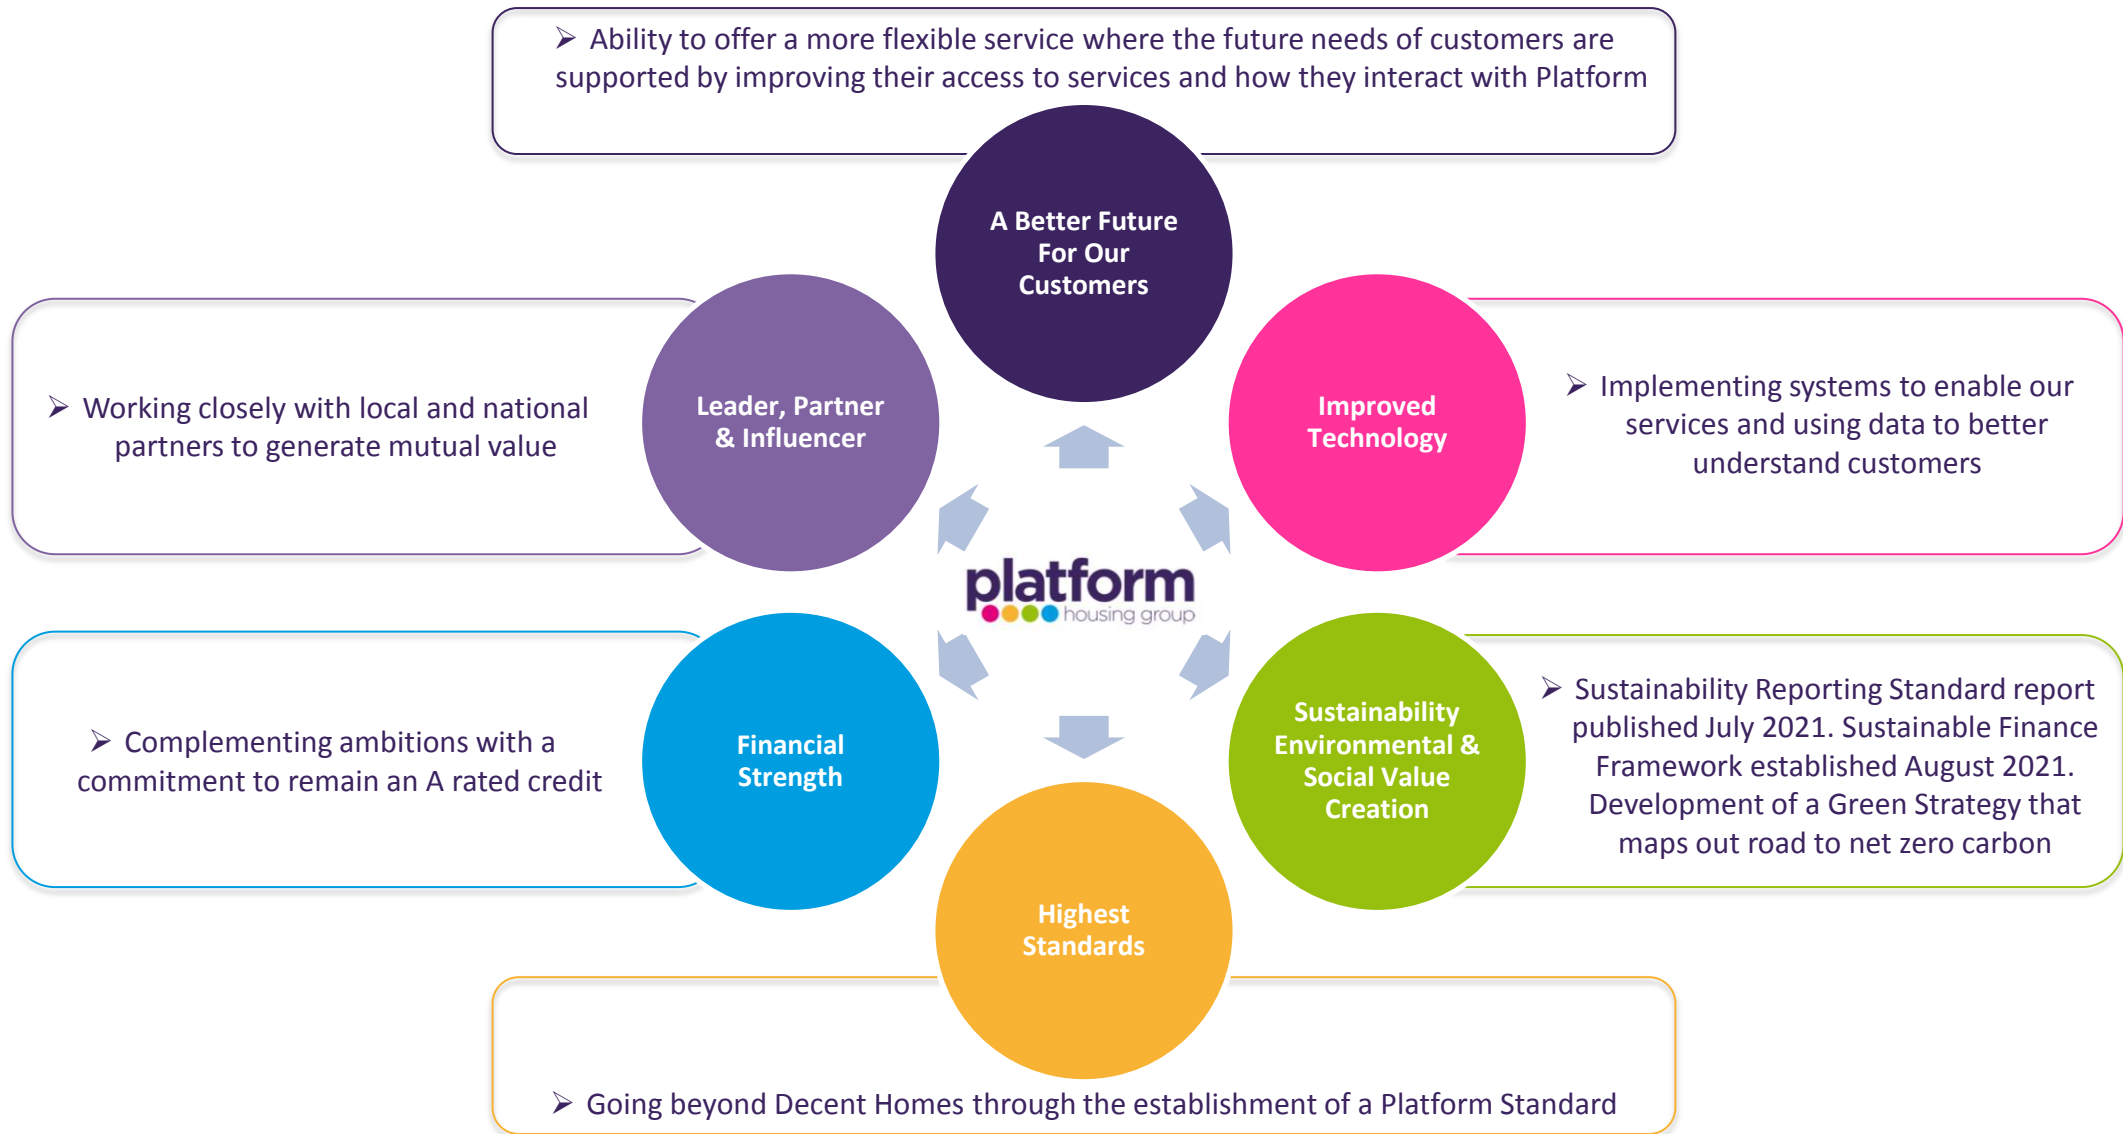 ➢ Ability to offer a more flexible service where the future needs of customers are
supported by improving their access to services and how they interact with Platform
A Better Future
For Our
Customers
Leader, Partner
& Influencer
➢ Working closely with local and national
partners to generate mutual value
Improved
Technology
➢ Implementing systems to enable our
services and using data to better
understand customers
platform
housing group
Financial
Strength
➢ Complementing ambitions with a
commitment to remain an A rated credit
Sustainability
Environmental &
Social Value
Creation
➢ Sustainability Reporting Standard report
published July 2021. Sustainable Finance
Framework established August 2021.
Development of a Green Strategy that
maps out road to net zero carbon
Highest
Standards
➢ Going beyond Decent Homes through the establishment of a Platform Standard